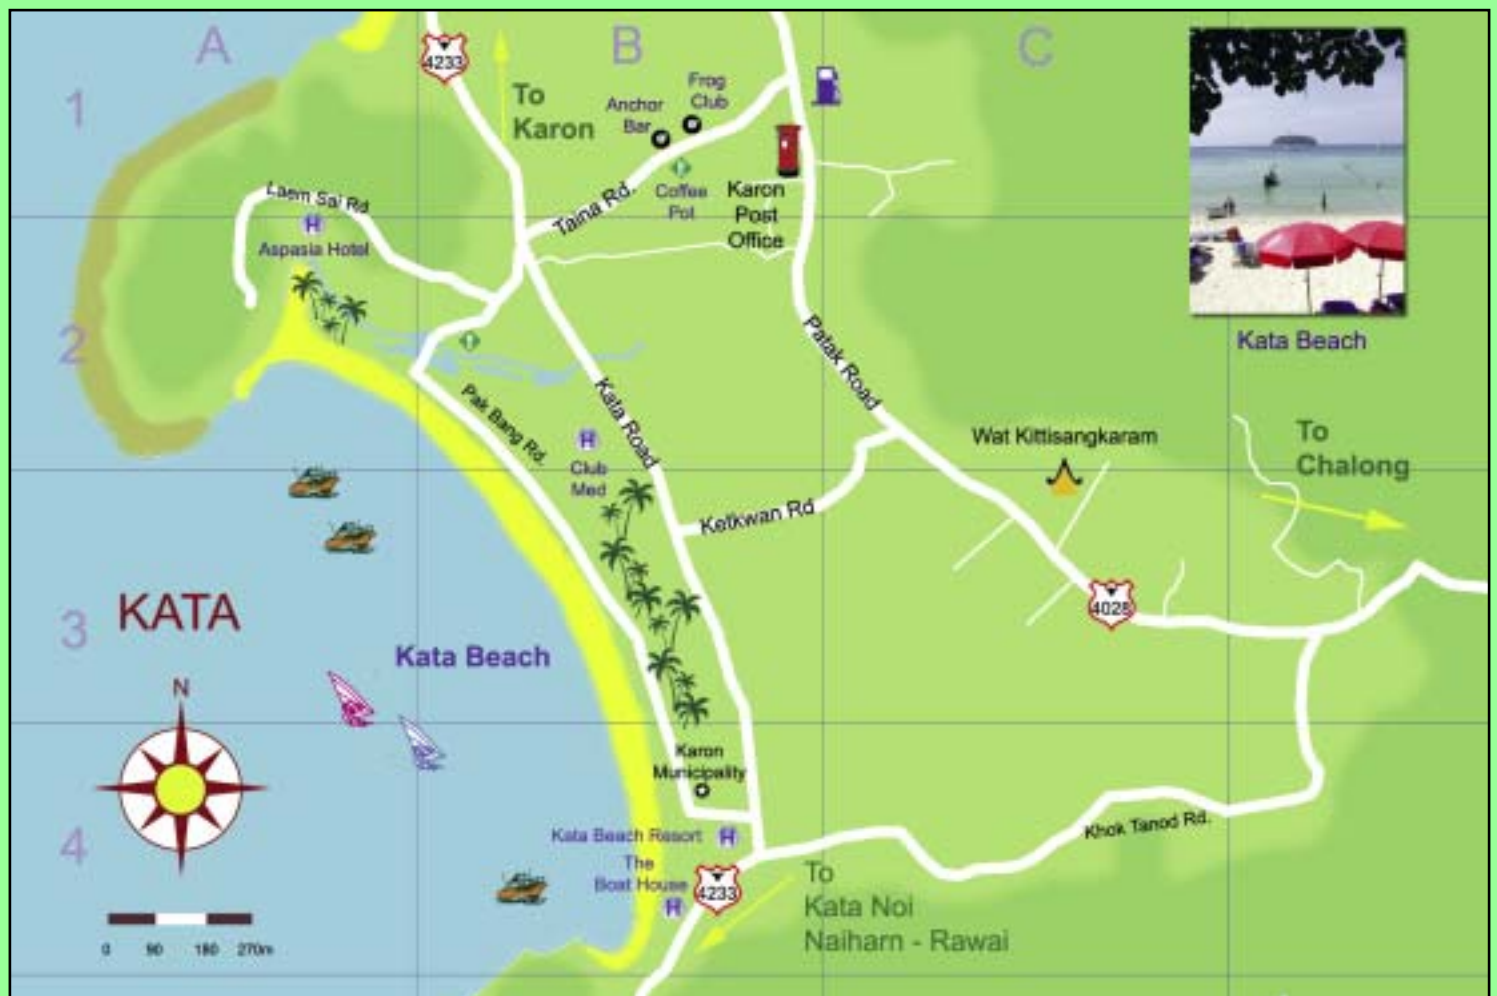 A
B
C
1
2
3
4
4233
To
Karon
Anchor
Bar
Frog
Club
Coffee
Pot
Karon
Post
Office
Taina Rd.
Laem Sai Rd
H
Aspasia Hotel
Kata Beach
Patak Road
Kata Road
Pak Bang Rd.
H
Club
Med
Wat Kittisangkaram
To
Chalong
Ketkwan Rd
4028
KATA
Kata Beach
N
Karon
Municipality
Kata Beach Resort H
The
Boat House
H
4233
Khok Tanod Rd.
To
Kata Noi
Naiharn - Rawai
0 90 180 270m